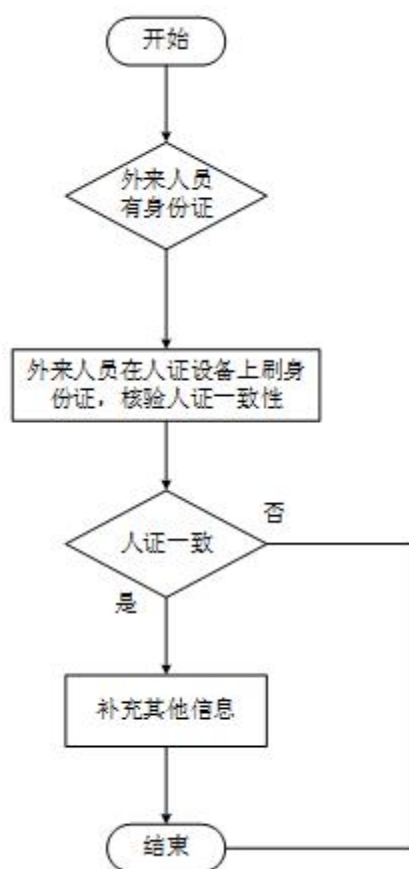 开始
外来人员
有身份证
外来人员在人证设备上刷身
份证，核验人证一致性
否
人证一致
是
补充其他信息
结束